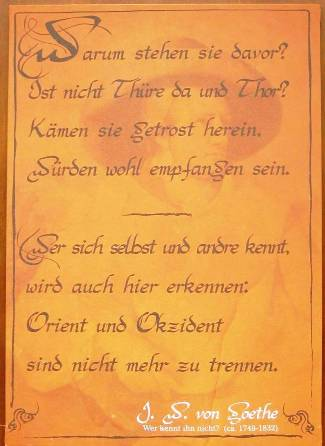 Warum stehen sie davor?
Ist nicht Thüre da und Thor?
Kämen sie getrost herein,
Würden wohl empfangen sein.
Wer sich selbst und andre kennt,
wird auch hier erkennen:
Orient und Okzident
sind nicht mehr zu trennen.
J. W. von Goethe
Wer kennt ihn nicht? (ca 1749-1832)